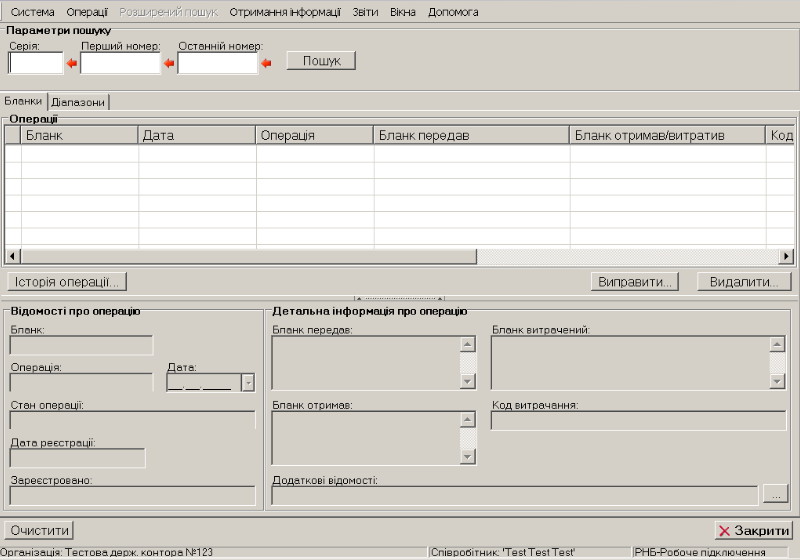 Система Операції Розширений пошук Отримання інформації Звіти Вікна Допомога
Параметри пошуку
Серія: Перший номер: Останній номер:
Пошук
Бланки Діапазони
Операції
Бланк Дата Операція Бланк передав Бланк отримав/витратив Код
Історія операції... Виправити... Видалити...
Відомості про операцію Детальна інформація про операцію
Бланк: Бланк передав: Бланк витрачений:
Операція: Дата:
__.__.____
Стан операції: Бланк отримав: Код витрачання:
Дата реєстрації:
Зареєстровано: Додаткові відомості:
...
Очистити Закрити
Організація: Тестова держ. контора №123 Співробітник: 'Test Test Test' РНБ-Робоче підключення